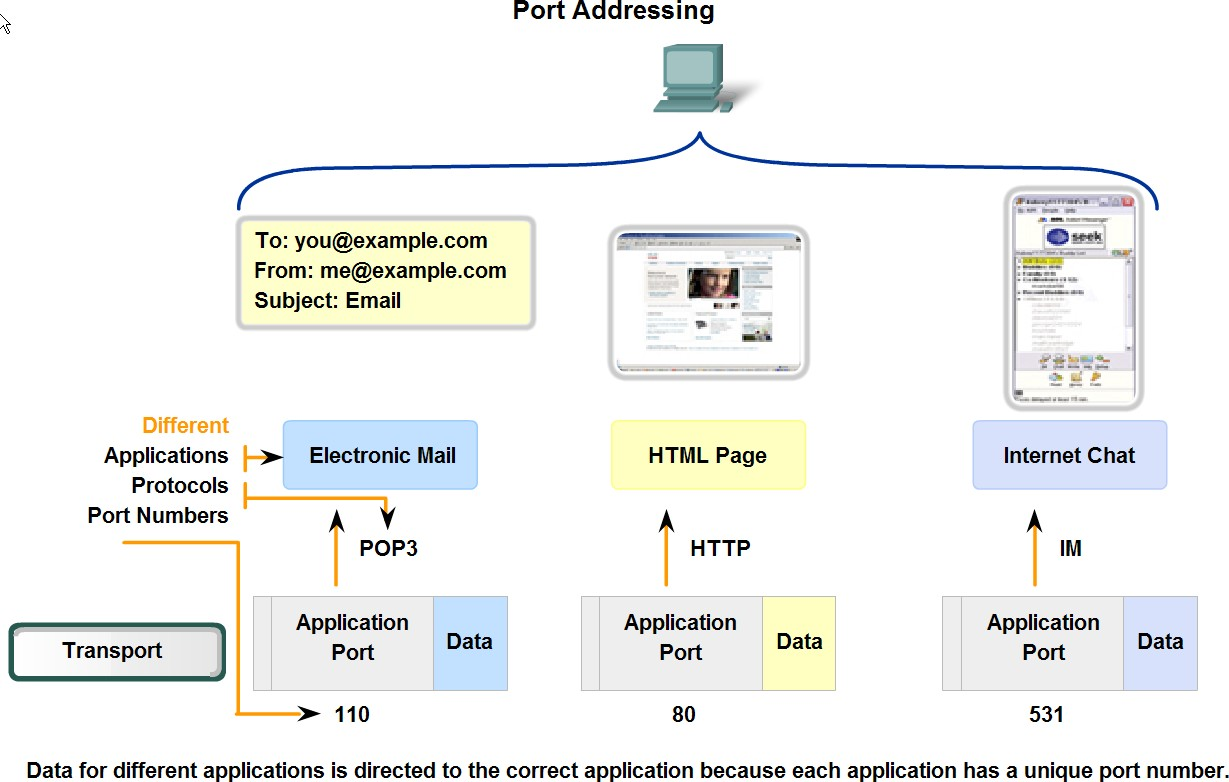 Port Addressing
To: you@example.com
From: me@example.com
Subject: Email
seek
Different
Applications
Protocols
Port Numbers
Electronic Mail
HTML Page
Internet Chat
POP3
HTTP
IM
Transport
Application
Port
Data
Application
Port
Data
Application
Port
Data
110
80
531
Data for different applications is directed to the correct application because each application has a unique port number.